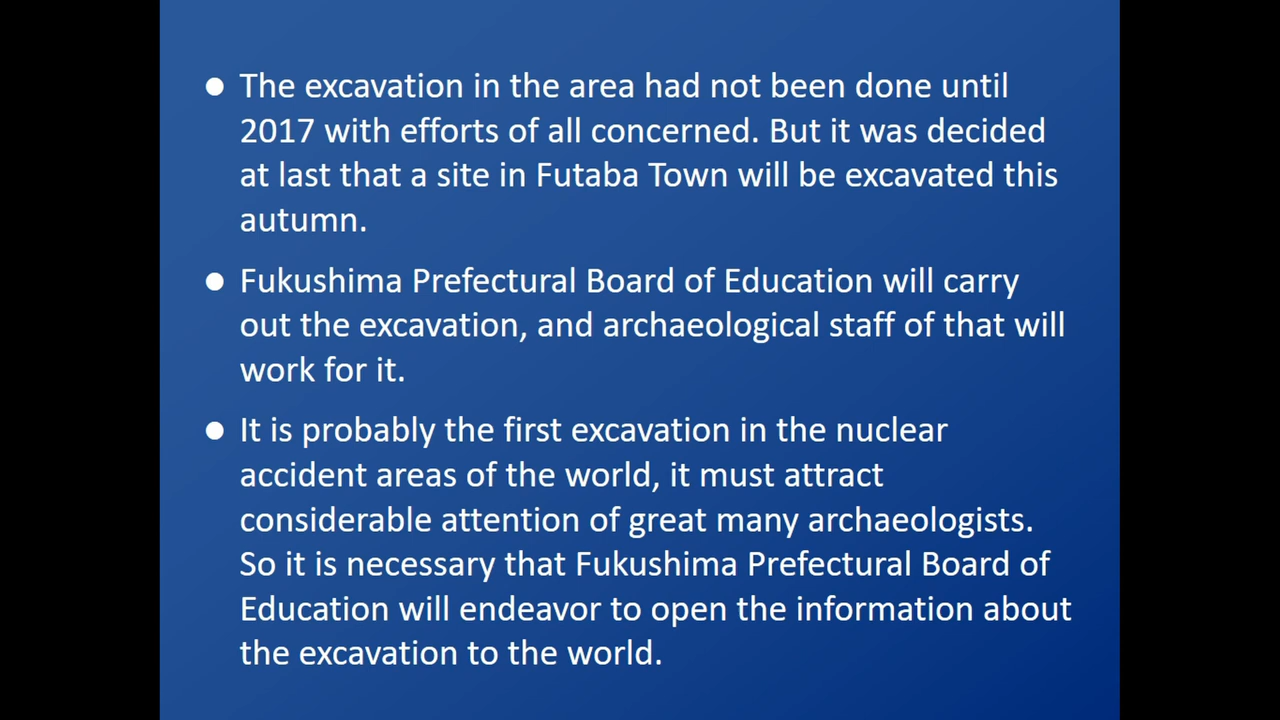 ● The excavation in the area had not been done until
2017 with efforts of all concerned. But it was decided
at last that a site in Futaba Town will be excavated this
autumn.
● Fukushima Prefectural Board of Education will carry
out the excavation, and archaeological staff of that will
work for it.
● It is probably the first excavation in the nuclear
accident areas of the world, it must attract
considerable attention of great many archaeologists.
So it is necessary that Fukushima Prefectural Board of
Education will endeavor to open the information about
the excavation to the world.